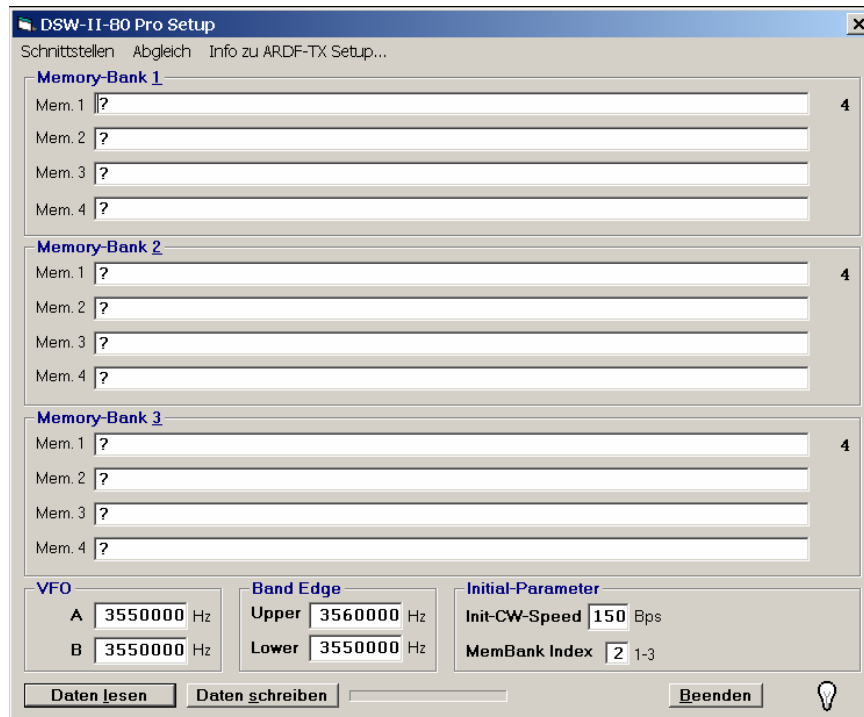 DSW-II-80 Pro Setup
Schnittstellen Abgleich Info zu ARDF-TX Setup...
Memory-Bank 1
Mem. 1 ? 4
Mem. 2 ?
Mem. 3 ?
Mem. 4 ?
Memory-Bank 2
Mem. 1 ? 4
Mem. 2 ?
Mem. 3 ?
Mem. 4 ?
Memory-Bank 3
Mem. 1 ? 4
Mem. 2 ?
Mem. 3 ?
Mem. 4 ?
VFO
A 3550000 Hz
B 3550000 Hz
Band Edge
Upper 3560000 Hz
Lower 3550000 Hz
Initial-Parameter
Init-CW-Speed 150 Bps
MemBank Index 2 1-3
Daten lesen Daten schreiben Beenden